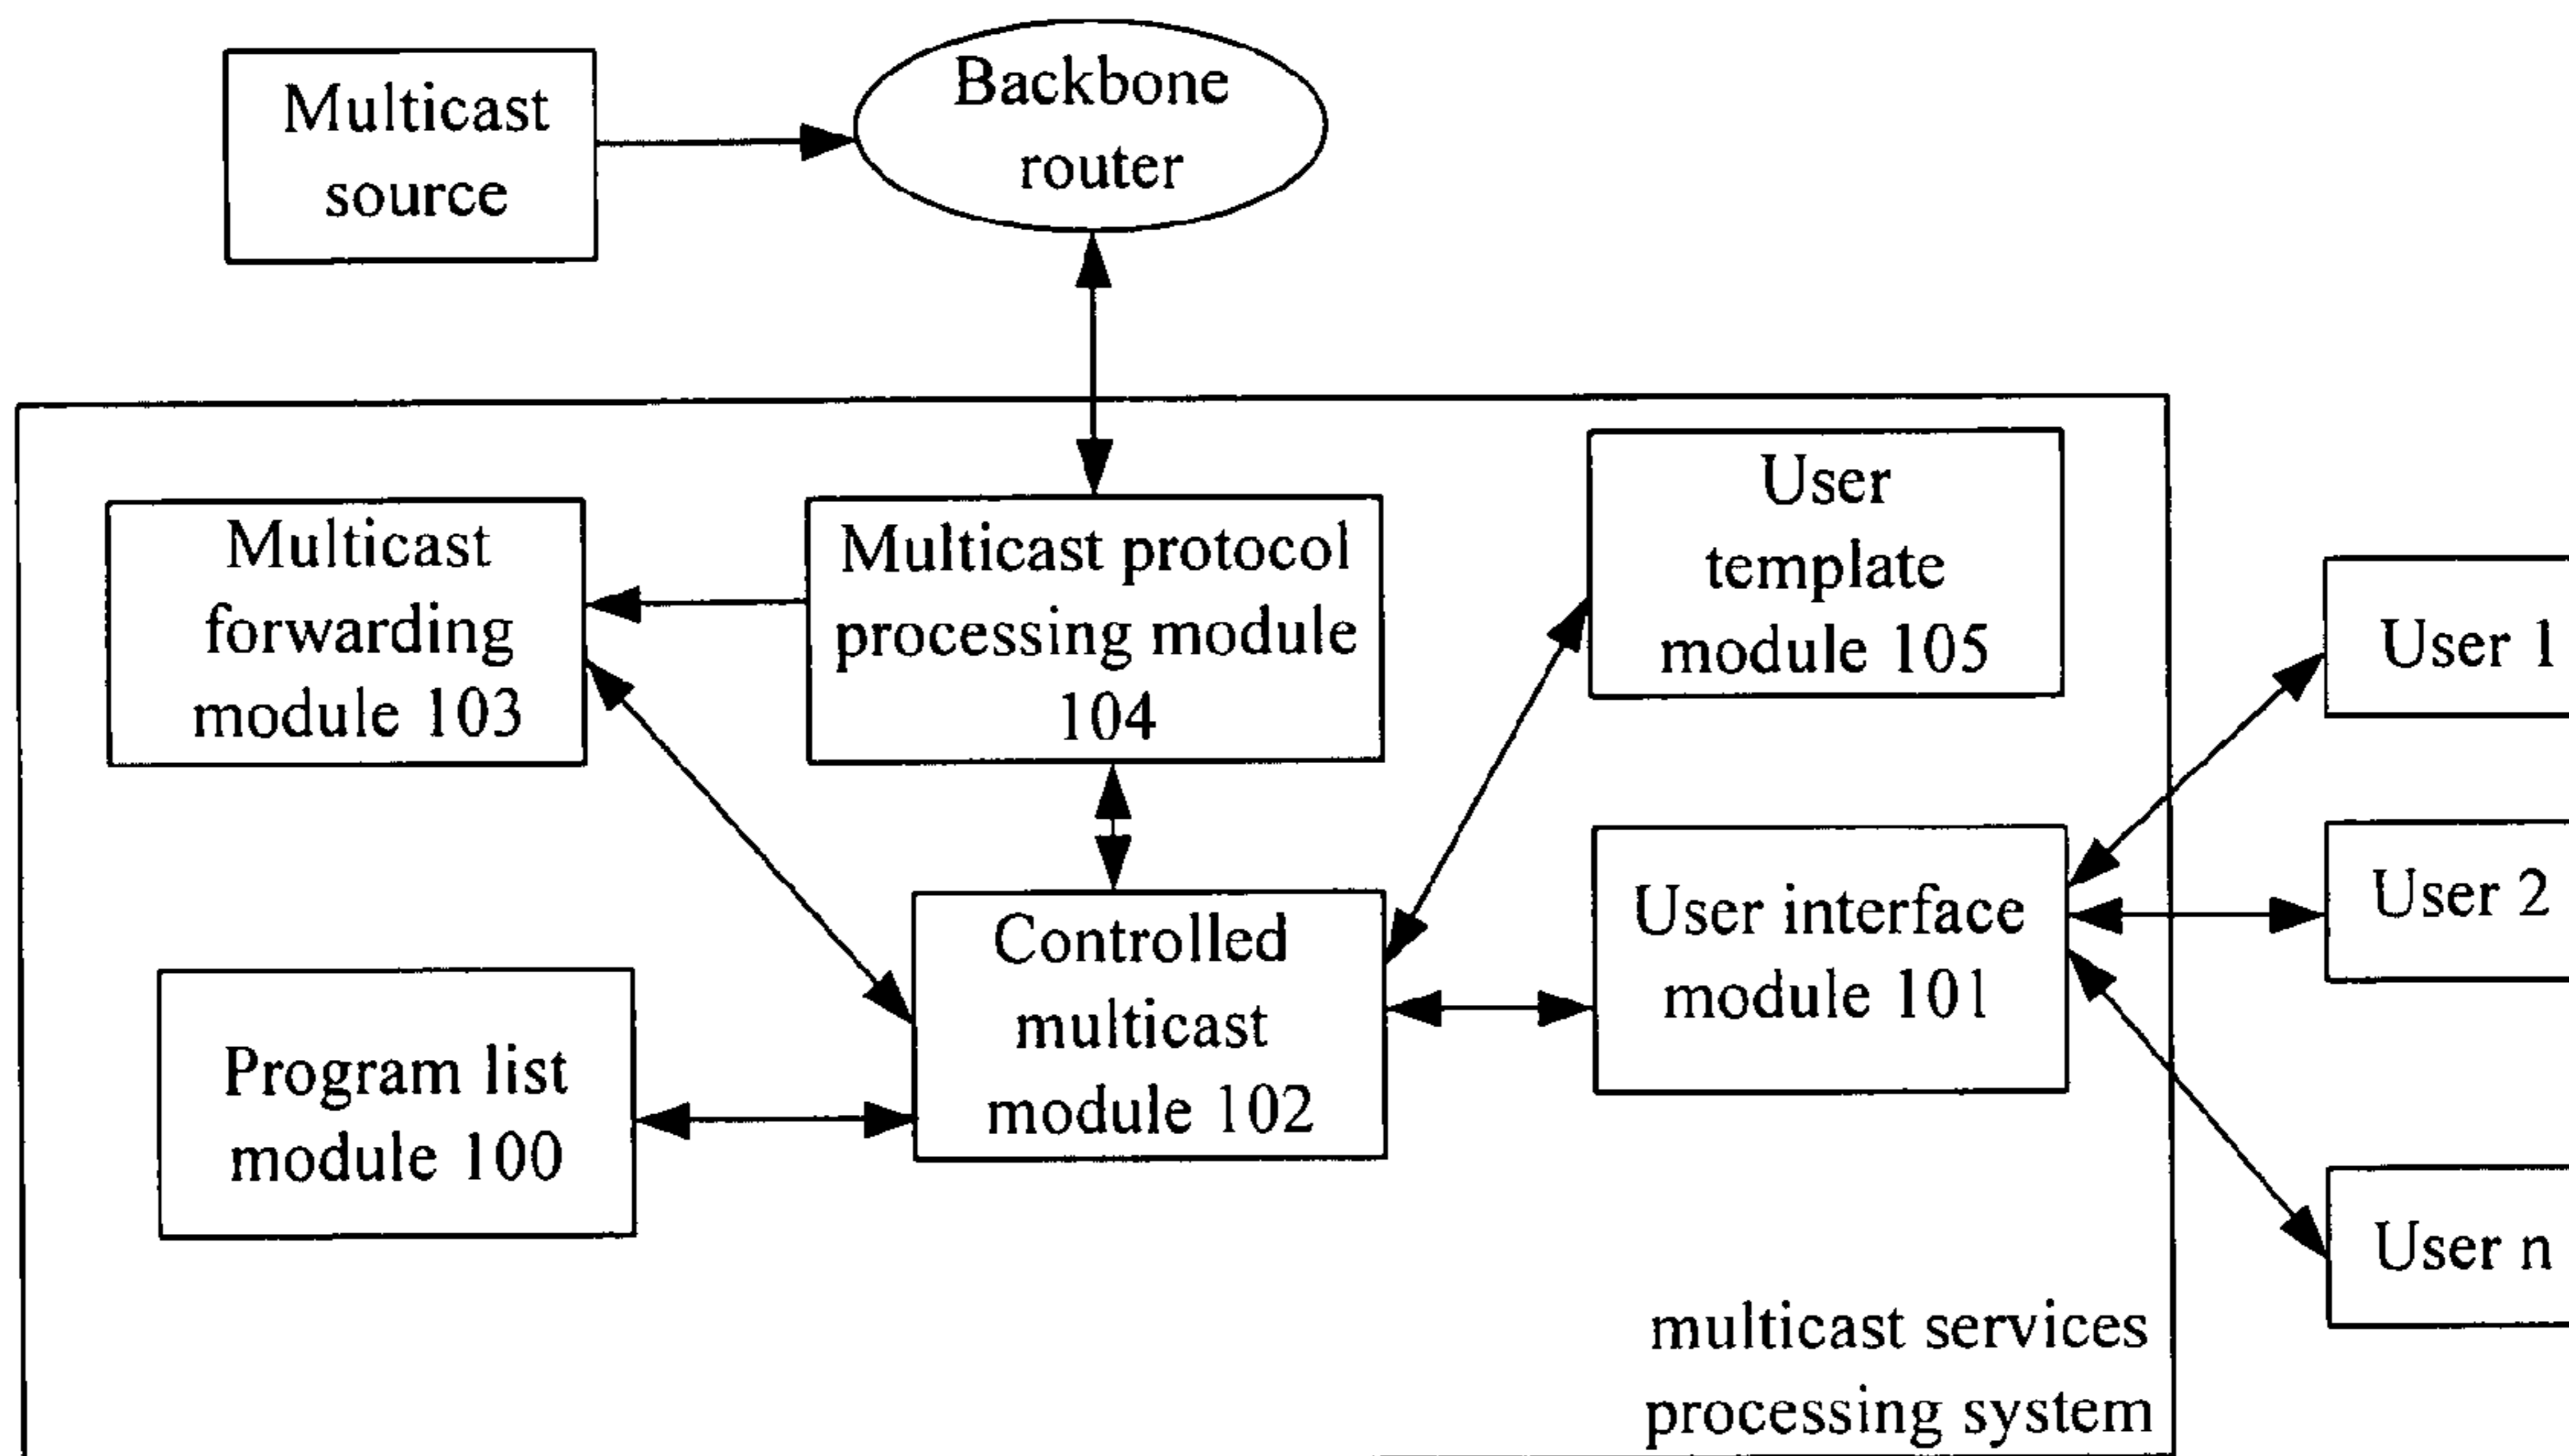 Multicast
source
Backbone
router
Multicast
forwarding
module 103
Multicast protocol
processing module
104
User
template
module 105
User 1
User interface
module 101
User 2
Controlled
multicast
module 102
Program list
module 100
User n
multicast services
processing system